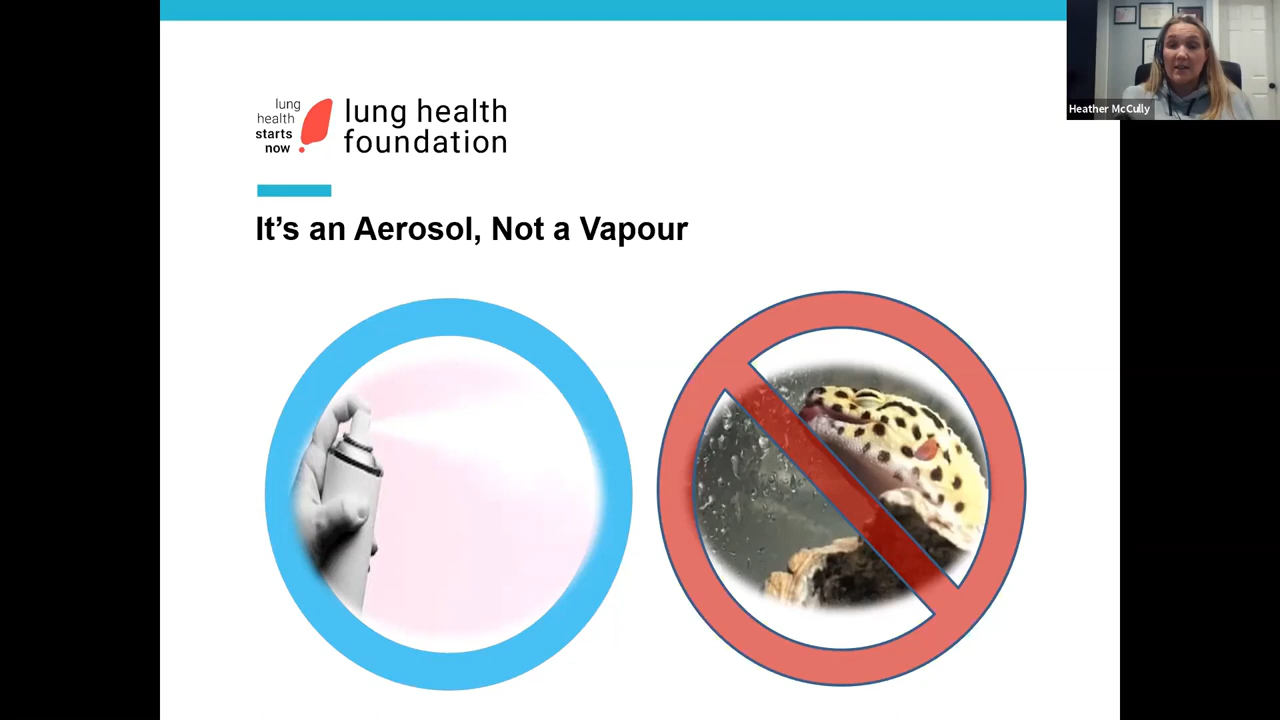 lung
health
starts
now
lung health
foundation
It's an Aerosol, Not a Vapour
Heather McCully